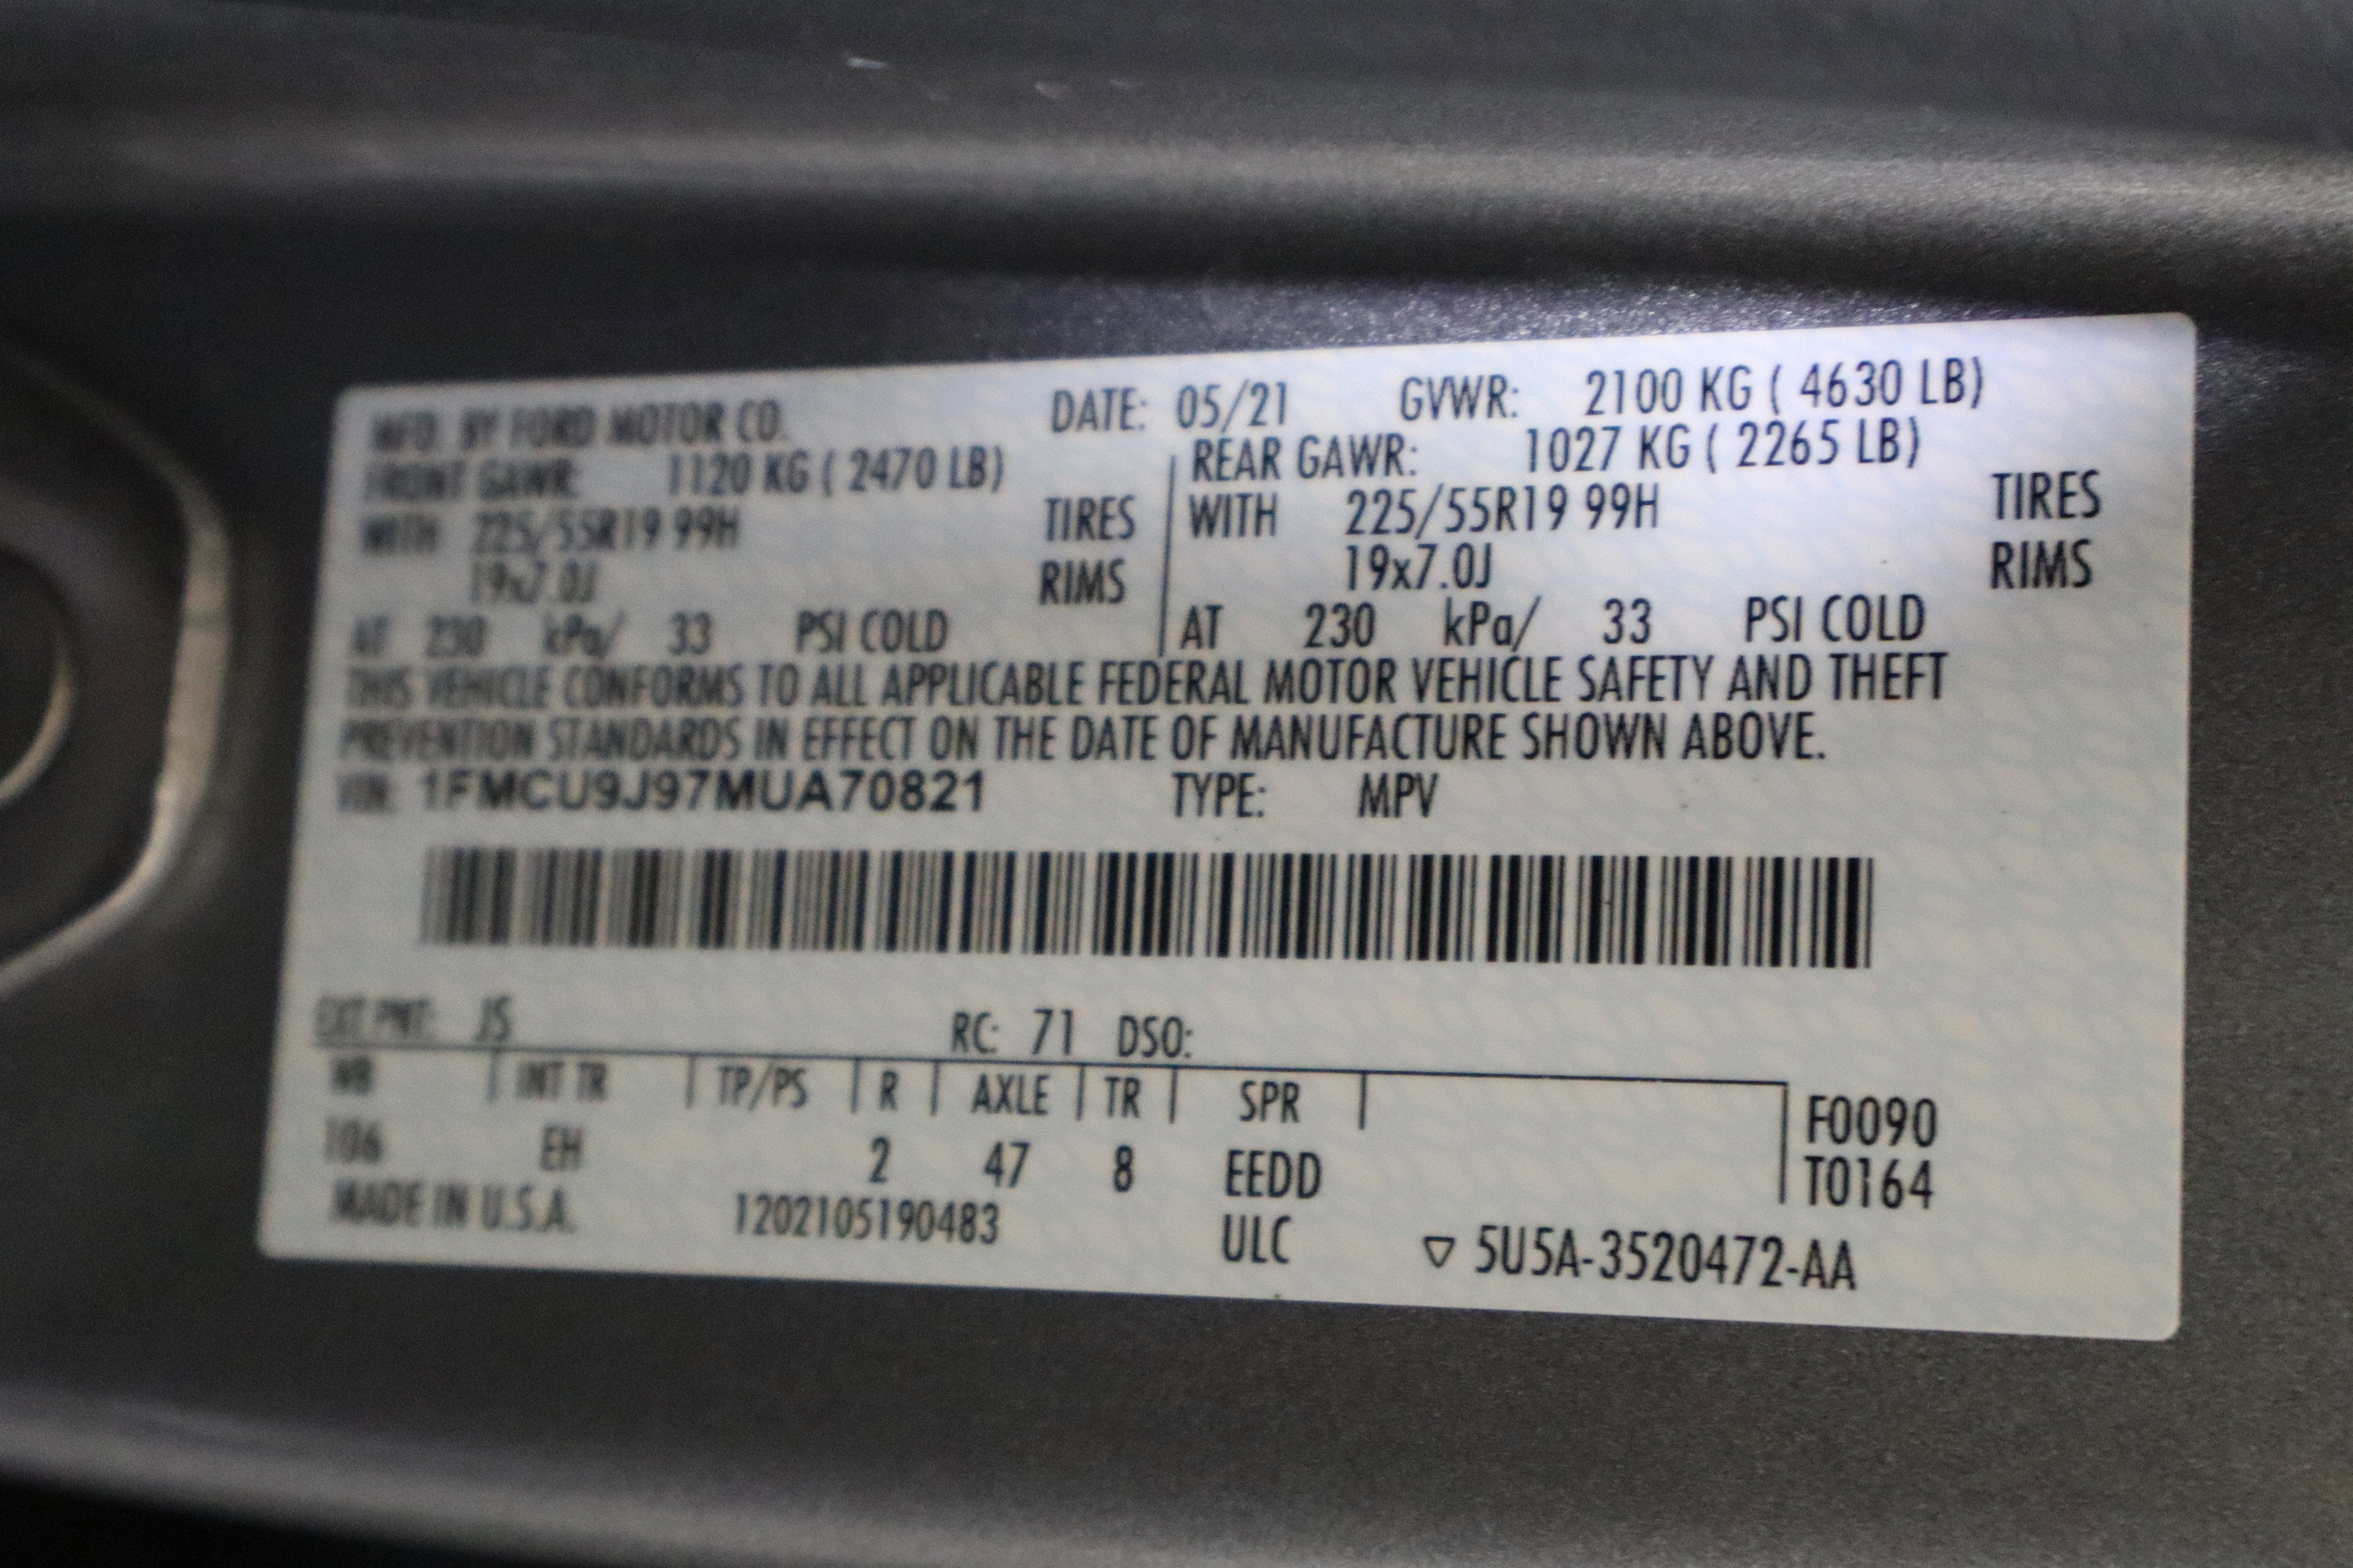 MFD. BY FORD MOTOR CO. DATE: 05/21 GVWR: 2100 KG ( 4630 LB)
FRONT GAWR: 1120 KG ( 2470 LB) REAR GAWR: 1027 KG ( 2265 LB)
WITH 225/55R19 99H TIRES WITH 225/55R19 99H TIRES
19x7.0J RIMS 19x7.0J RIMS
AT 230 kPa/ 33 PSI COLD AT 230 kPa/ 33 PSI COLD
THIS VEHICLE CONFORMS TO ALL APPLICABLE FEDERAL MOTOR VEHICLE SAFETY AND THEFT
PREVENTION STANDARDS IN EFFECT ON THE DATE OF MANUFACTURE SHOWN ABOVE.
VIN: 1FMCU9J97MUA70821 TYPE: MPV
EXT PNT: JS RC: 71 DSO:
WB INT TR TP/PS R AXLE TR SPR F0090
106 EH 2 47 8 EEDD T0164
MADE IN U.S.A. 1202105190483 ULC ▽ 5U5A-3520472-AA